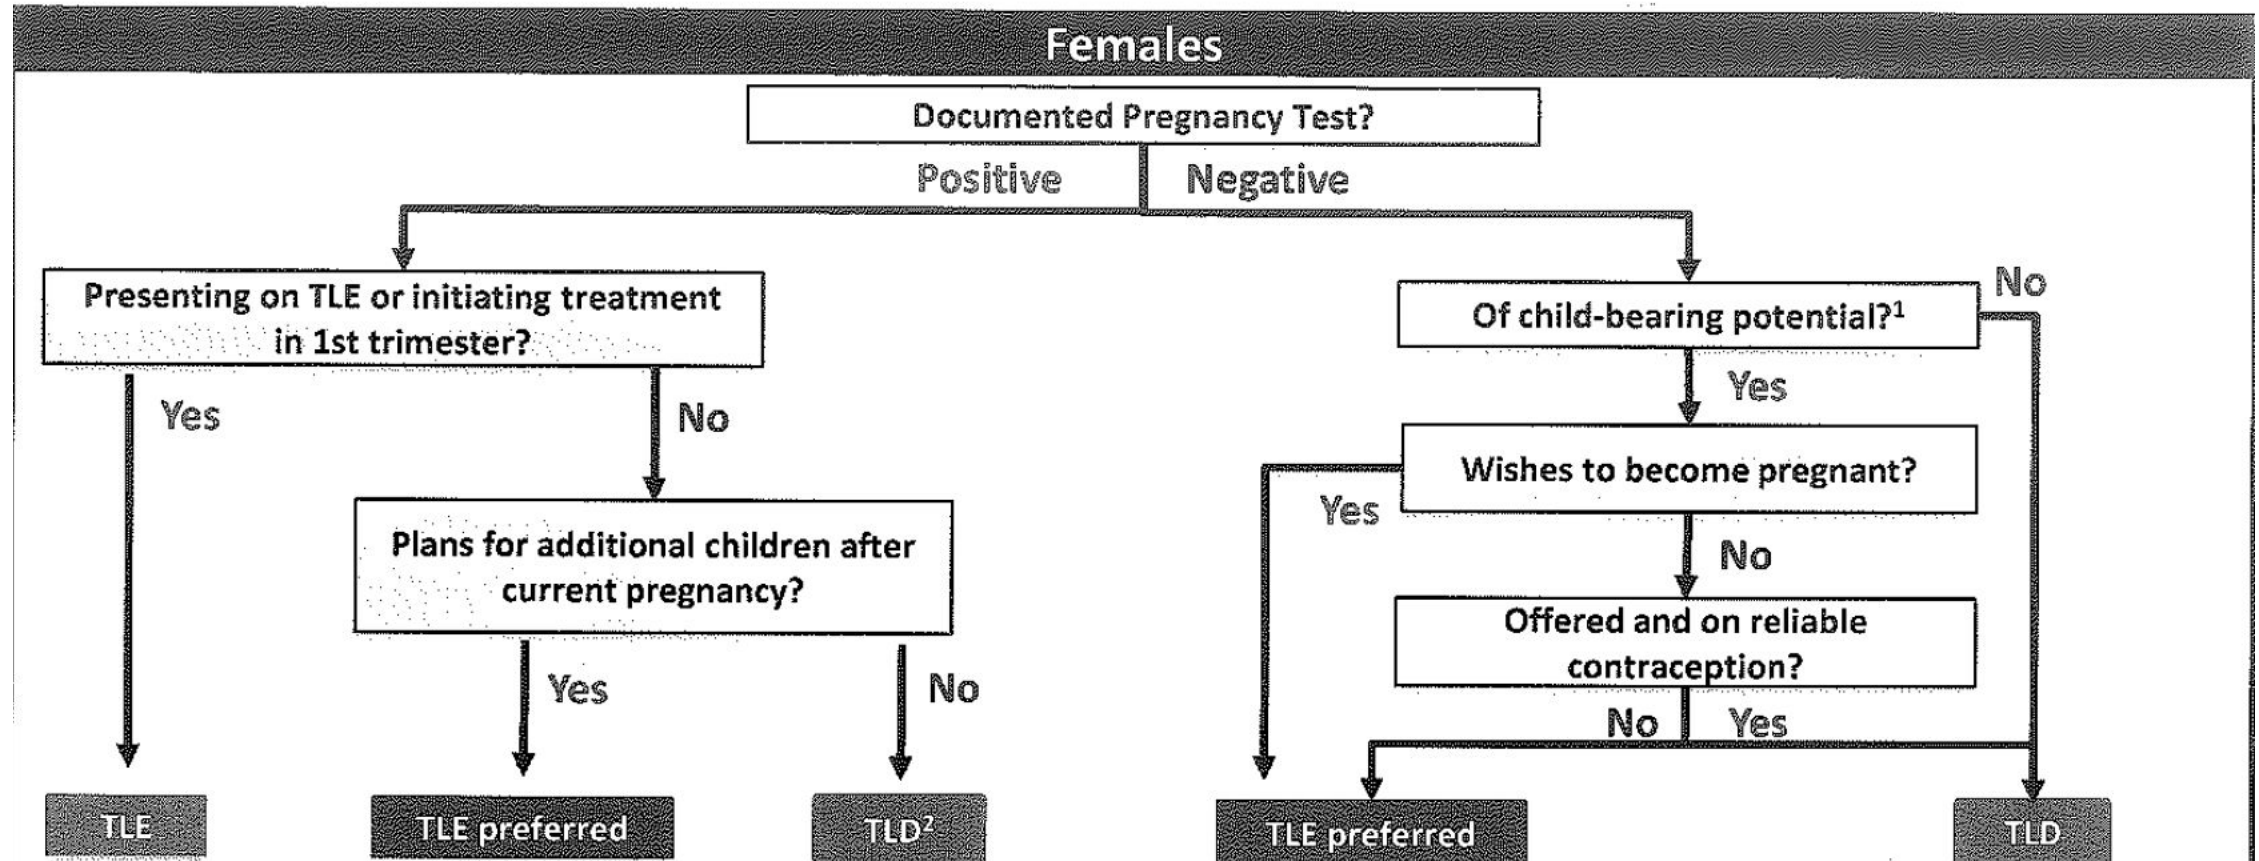 Females
Documented Pregnancy Test?
Positive
Negative
Presenting on TLE or initiating treatment
in 1st trimester?
Yes
No
Plans for additional children after
current pregnancy?
Yes
No
TLE
TLE preferred
TLD²
Of child-bearing potential?¹
No
Yes
Wishes to become pregnant?
Yes
No
Offered and on reliable
contraception?
No
Yes
TLE preferred
TLD